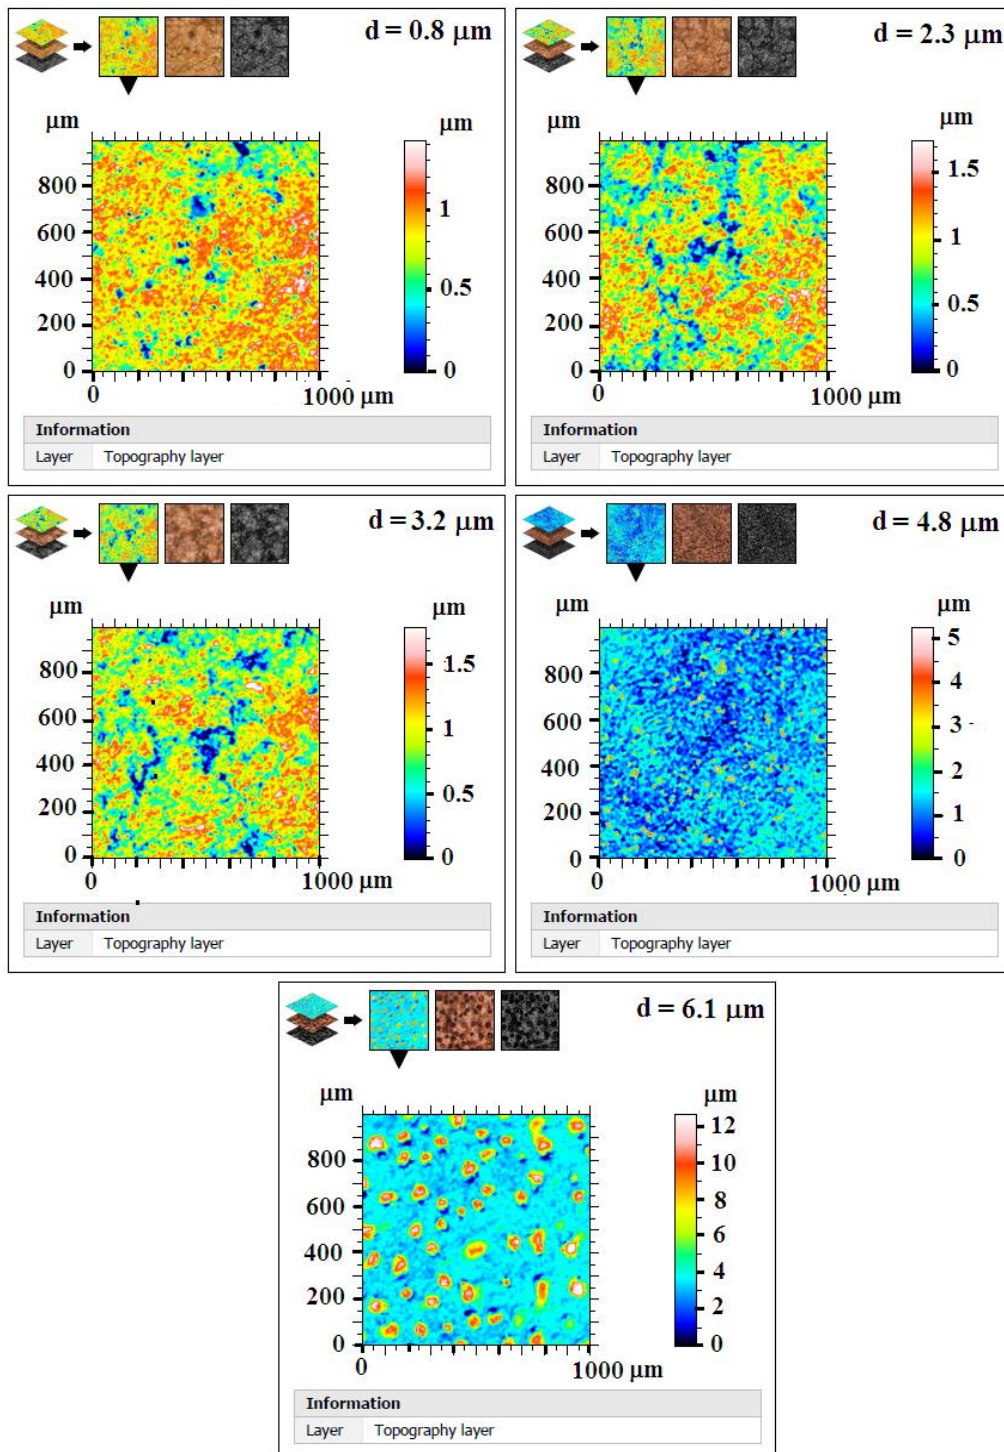 d = 0.8 µm
µm
µm
800
600
400
200
0
1
0.5
0
0
1000 µm
Information
Layer Topography layer
d = 2.3 µm
µm
µm
800
600
400
200
0
1.5
1
0.5
0
0
1000 µm
Information
Layer Topography layer
d = 3.2 µm
µm
µm
800
600
400
200
0
1.5
1
0.5
0
0
1000 µm
Information
Layer Topography layer
d = 4.8 µm
µm
µm
800
600
400
200
0
5
4
3
2
1
0
0
1000 µm
Information
Layer Topography layer
d = 6.1 µm
µm
µm
800
600
400
200
0
12
10
8
6
4
2
0
0
1000 µm
Information
Layer Topography layer